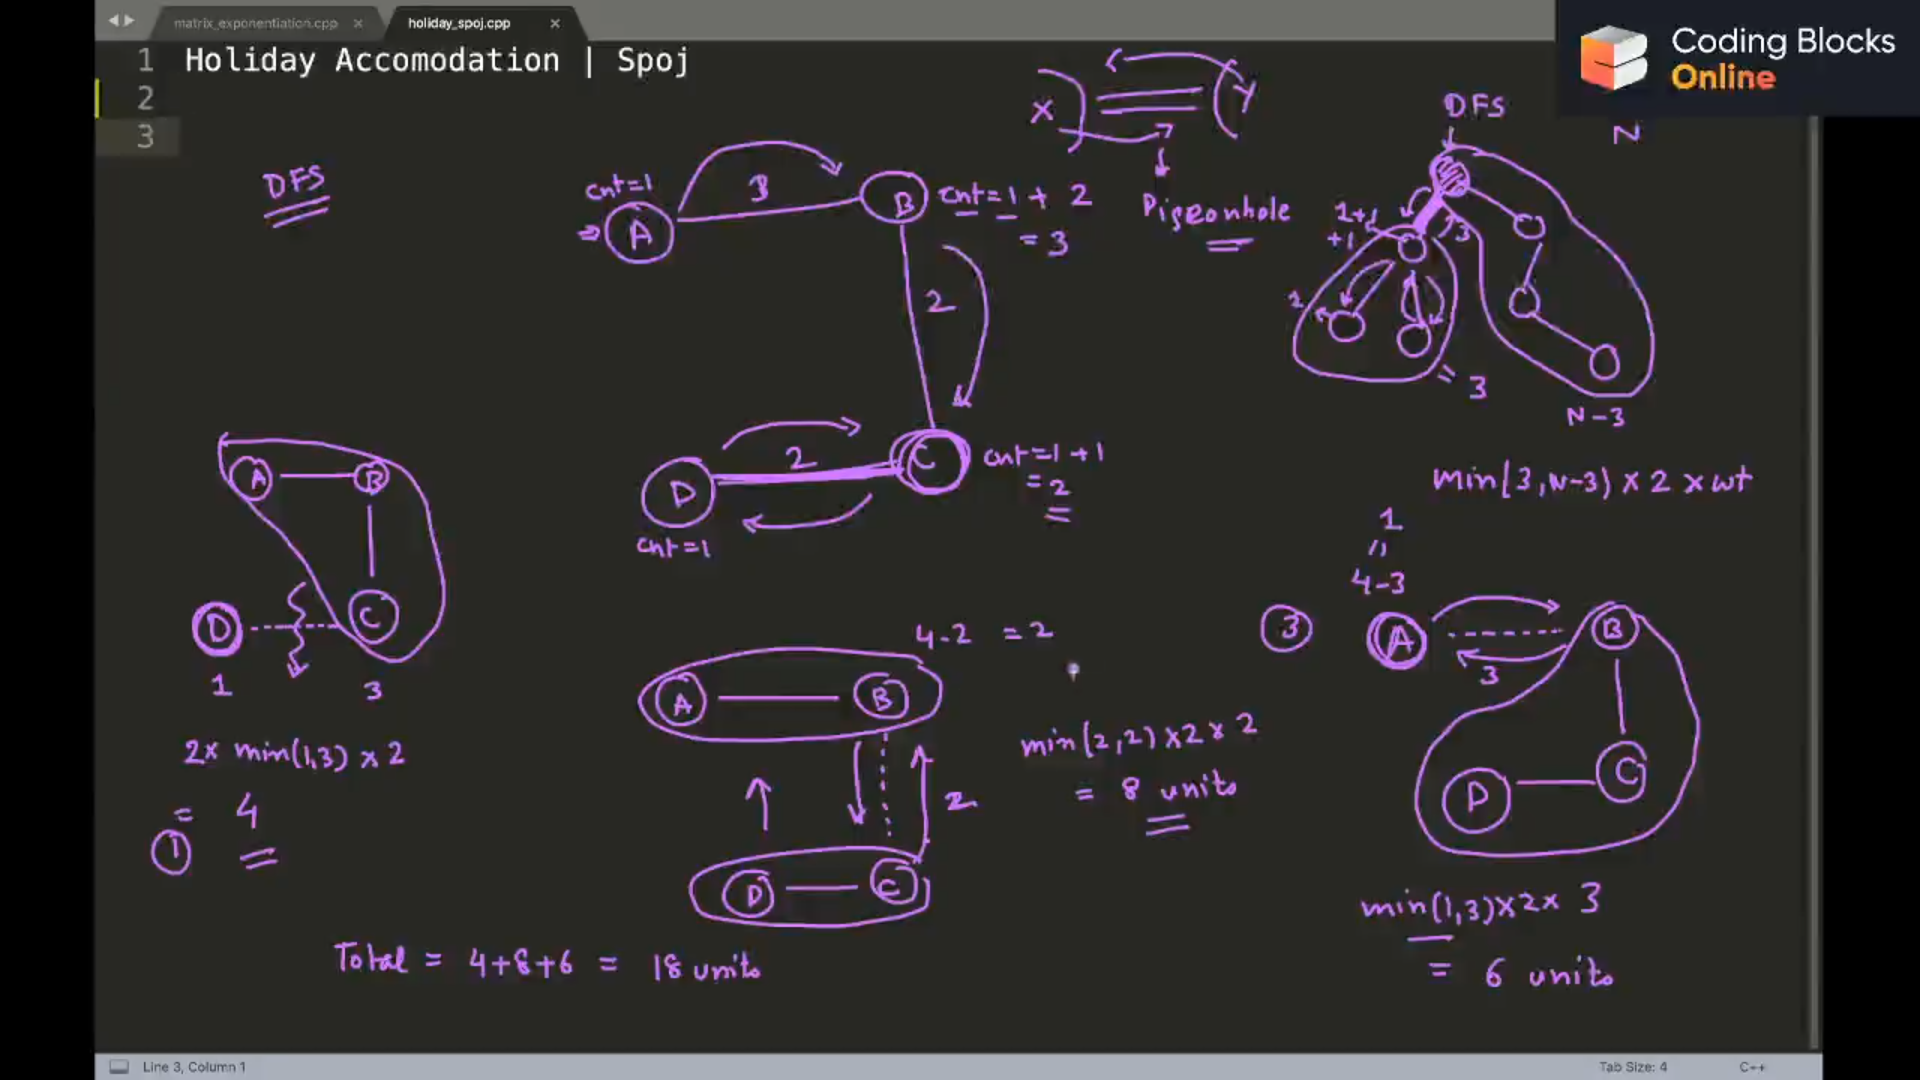 matrix_exponentiation.cpp × holiday_spoj.cpp ×
Coding Blocks
Online
1 Holiday Accomodation | Spoj
2
3
X Y
DFS
N
DFS
cnt=1
3
A
B
cnt=1 + 2
= 3
Pigeonhole
1+1
+1
3
1
2
= 3
N-3
D
2
C
cnt=1+1
= 2
cnt=1
min(3, N-3) x 2 x wt
A B
D C
1 3
2x min(1,3) x 2
= 4
1
4-2 = 2
A B
min(2,2) x2 x 2
= 8 units
2
D C
1
"
4-3
3 A B
3
D C
min(1,3)x2x 3
= 6 units
Total = 4+8+6 = 18 units
Line 3, Column 1 Tab Size: 4 C++